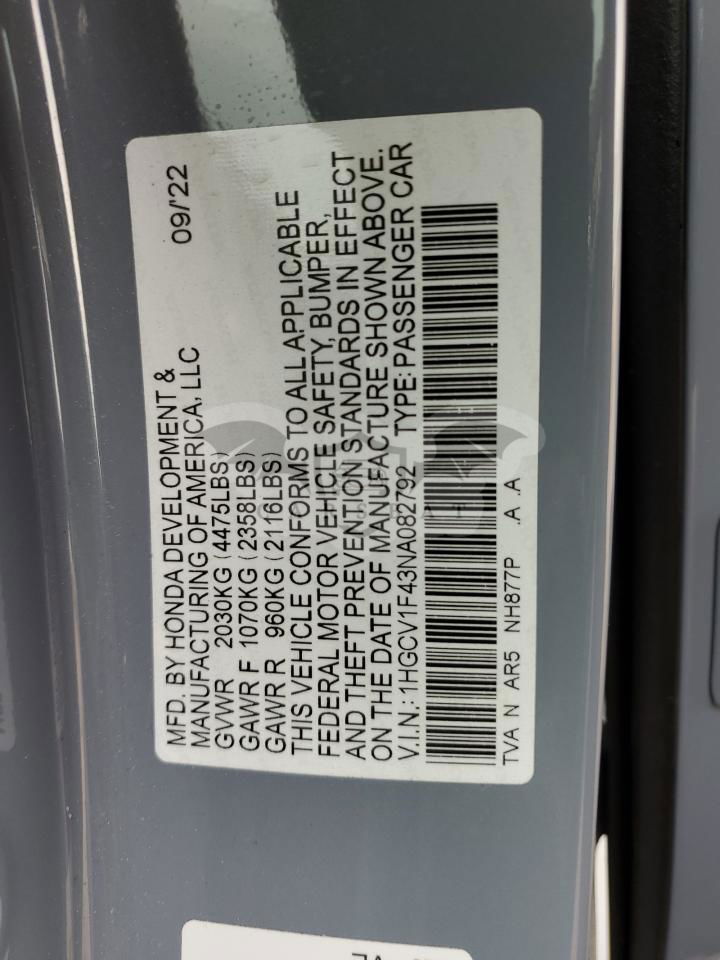 MFD. BY HONDA DEVELOPMENT & 09/'22
MANUFACTURING OF AMERICA, LLC
GVWR 2030KG (4475LBS)
GAWR F 1070KG (2358LBS)
GAWR R 960KG (2116LBS)
THIS VEHICLE CONFORMS TO ALL APPLICABLE
FEDERAL MOTOR VEHICLE SAFETY, BUMPER,
AND THEFT PREVENTION STANDARDS IN EFFECT
ON THE DATE OF MANUFACTURE SHOWN ABOVE.
V.I.N.: 1HGCV1F43NA082792 TYPE: PASSENGER CAR
TVA N AR5 NH877P .A .A